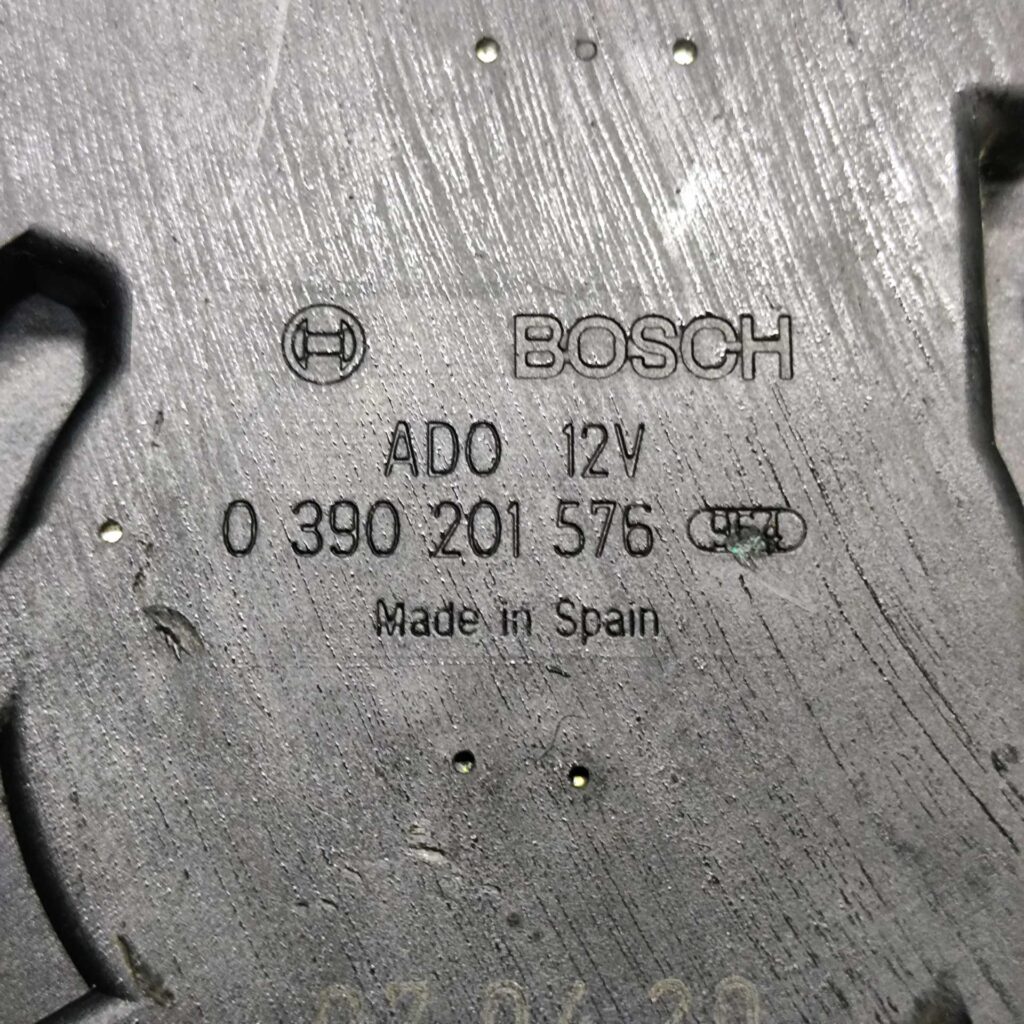 BOSCH
ADO 12V
0 390 201 576
Made in Spain